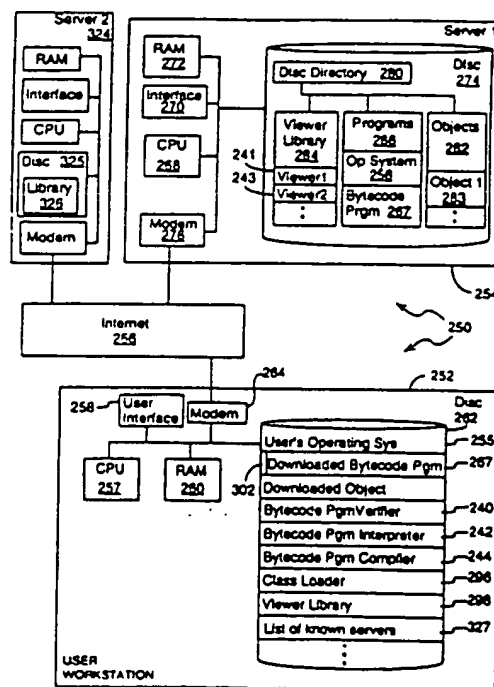 Server 2
324
RAM
Interface
CPU
Disc 325
Library
326
Modem
Server 1
RAM
272
Interface
270
CPU
268
Modem
276
Disc
274
Disc Directory 280
Viewer
Library
284
241
Viewer1
243
Viewer2
Programs
286
Op System
256
Bytecode
Prgm 267
Objects
282
Object 1
283
254
Internet
256
250
252
264
258
User
Interface
Modem
CPU
257
RAM
260
302
Disc
262
User's Operating Sys
255
Downloaded Bytecode Pgm
267
Downloaded Object
Bytecode PgmVerifier
240
Bytecode Pgm Interpreter
242
Bytecode Pgm Compiler
244
Class Loader
296
Viewer Library
298
List of known servers
327
USER
WORKSTATION